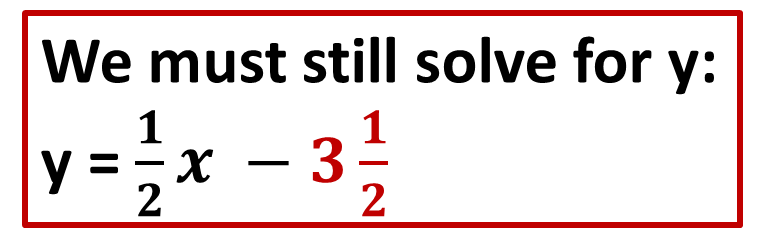 We must still solve for y:
y = 1/2 x − 3 1/2